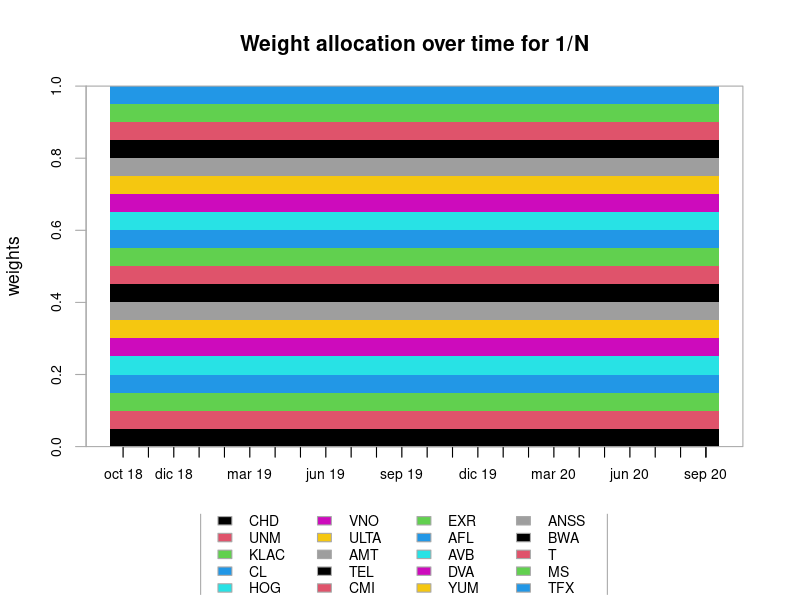 Weight allocation over time for 1/N
weights
1.0
0.8
0.6
0.4
0.2
0.0
oct 18 dic 18 mar 19 jun 19 sep 19 dic 19 mar 20 jun 20 sep 20
CHD VNO EXR ANSS
UNM ULTA AFL BWA
KLAC AMT AVB T
CL TEL DVA MS
HOG CMI YUM TFX